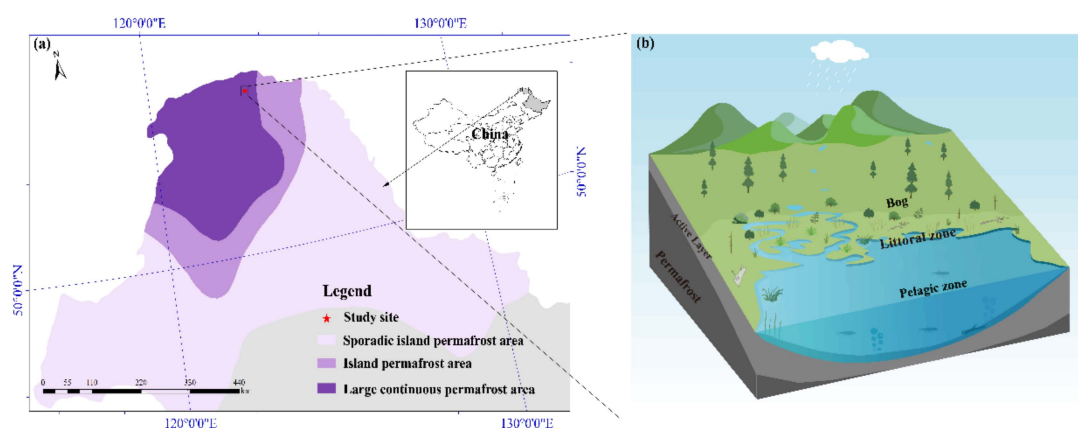 (a)
120°0'0"E
130°0'0"E
N
China
50°0'0"N
50°0'0"N
Legend
Study site
Sporadic island permafrost area
Island permafrost area
Large continuous permafrost area
0 55 110 220 330 440
km
120°0'0"E
130°0'0"E
(b)
Bog
Littoral zone
Pelagic zone
Active Layer
Permafrost